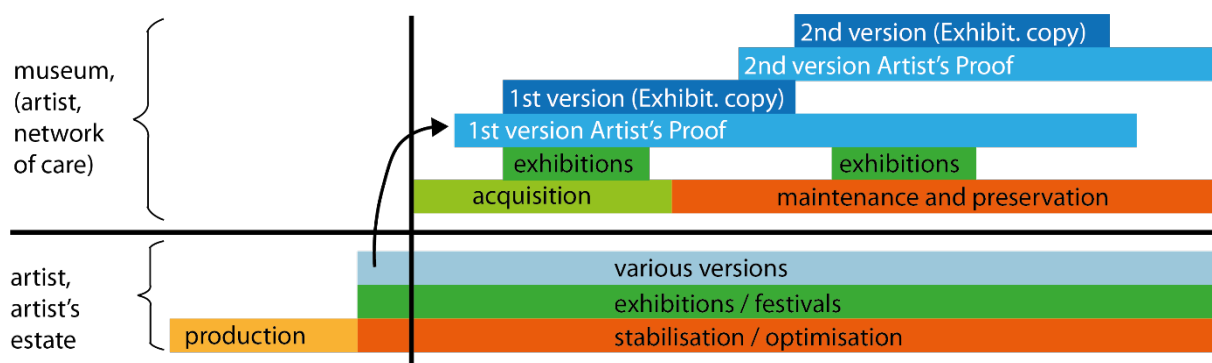 museum,
(artist,
network
of care)
2nd version (Exhibit. copy)
2nd version Artist's Proof
1st version (Exhibit. copy)
1st version Artist's Proof
exhibitions
exhibitions
acquisition
maintenance and preservation
artist,
artist's
estate
various versions
exhibitions / festivals
production
stabilisation / optimisation